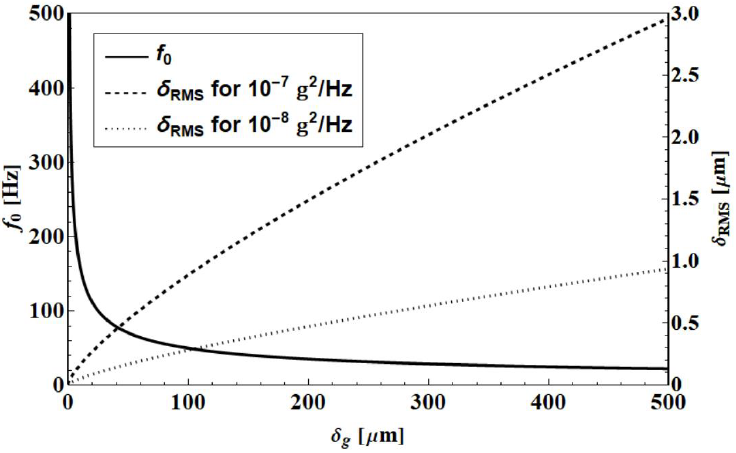 500
400
300
200
100
0
f₀ [Hz]
f₀
δRMS for 10⁻⁷ g²/Hz
δRMS for 10⁻⁸ g²/Hz
3.0
2.5
2.0
1.5
1.0
0.5
0
δRMS [μm]
0 100 200 300 400 500
δg [μm]